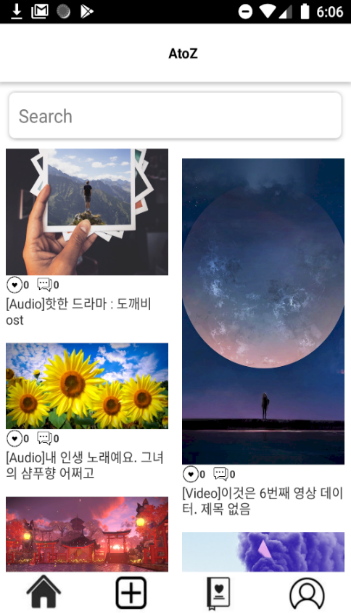 6:06
AtoZ
Search
0 0
[Audio]핫한 드라마 : 도깨비
ost
0 0
[Audio]내 인생 노래예요. 그녀
의 샴푸향 어쩌고
0 0
[Video]이것은 6번째 영상 데이
터. 제목 없음